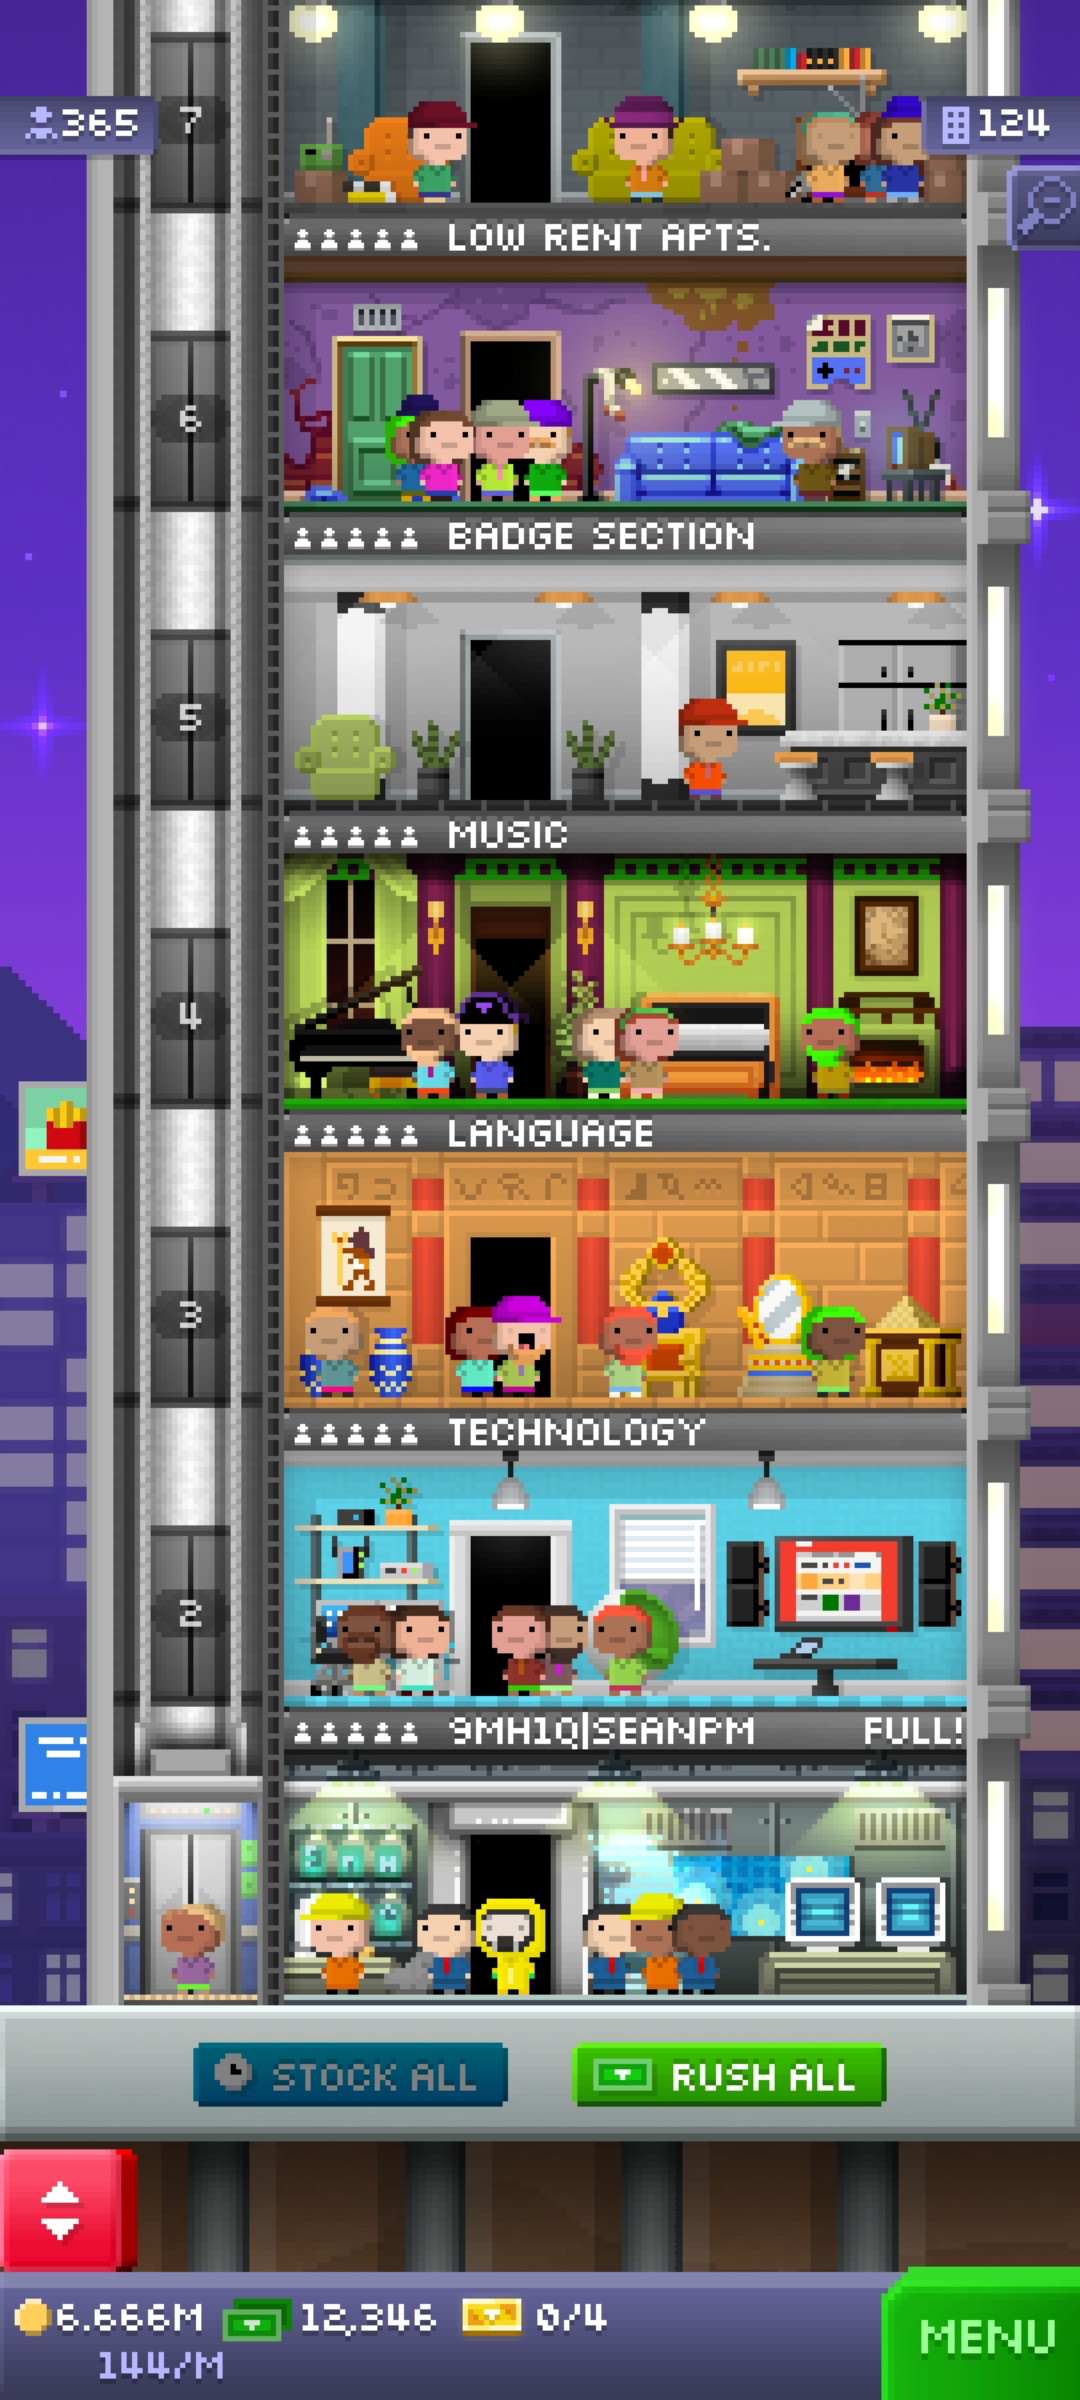 7
365
124
LOW RENT APTS.
6
BADGE SECTION
5
MUSIC
4
LANGUAGE
3
TECHNOLOGY
2
9MH1Q|SEANPM FULL!
STOCK ALL
RUSH ALL
6.666M 12,346 0/4
144/M
MENU